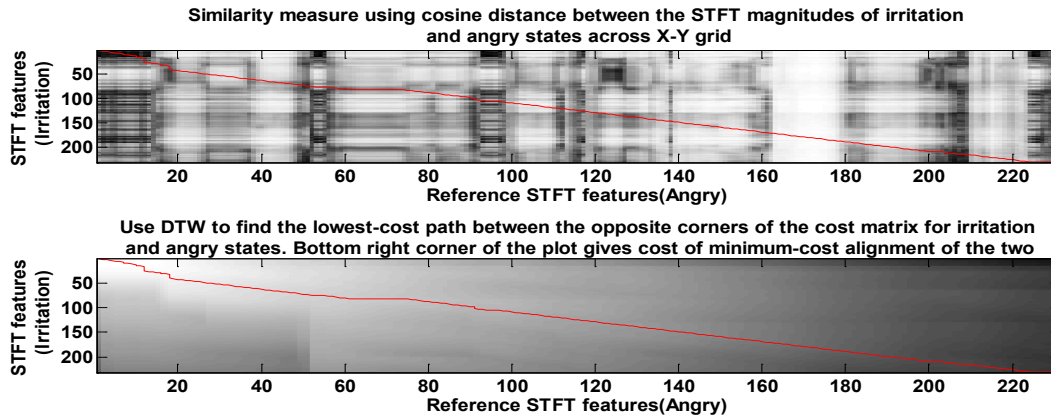 Similarity measure using cosine distance between the STFT magnitudes of irritation
and angry states across X-Y grid
STFT features
(Irritation)
50
100
150
200
20 40 60 80 100 120 140 160 180 200 220
Reference STFT features(Angry)
Use DTW to find the lowest-cost path between the opposite corners of the cost matrix for irritation
and angry states. Bottom right corner of the plot gives cost of minimum-cost alignment of the two
STFT features
(Irritation)
50
100
150
200
20 40 60 80 100 120 140 160 180 200 220
Reference STFT features(Angry)